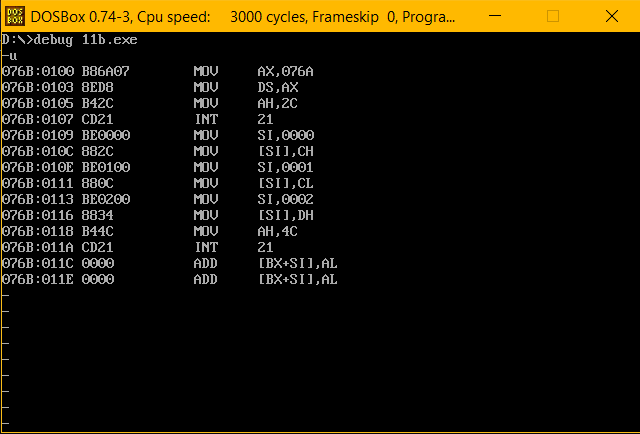 DOS BOX DOSBox 0.74-3, Cpu speed: 3000 cycles, Frameskip 0, Progra...
D:\>debug 11b.exe
-u
076B:0100 B86A07 MOV AX,076A
076B:0103 8ED8 MOV DS,AX
076B:0105 B42C MOV AH,2C
076B:0107 CD21 INT 21
076B:0109 BE0000 MOV SI,0000
076B:010C 882C MOV [SI],CH
076B:010E BE0100 MOV SI,0001
076B:0111 880C MOV [SI],CL
076B:0113 BE0200 MOV SI,0002
076B:0116 8834 MOV [SI],DH
076B:0118 B44C MOV AH,4C
076B:011A CD21 INT 21
076B:011C 0000 ADD [BX+SI],AL
076B:011E 0000 ADD [BX+SI],AL
-
-
-
-
-
-
-
-
-